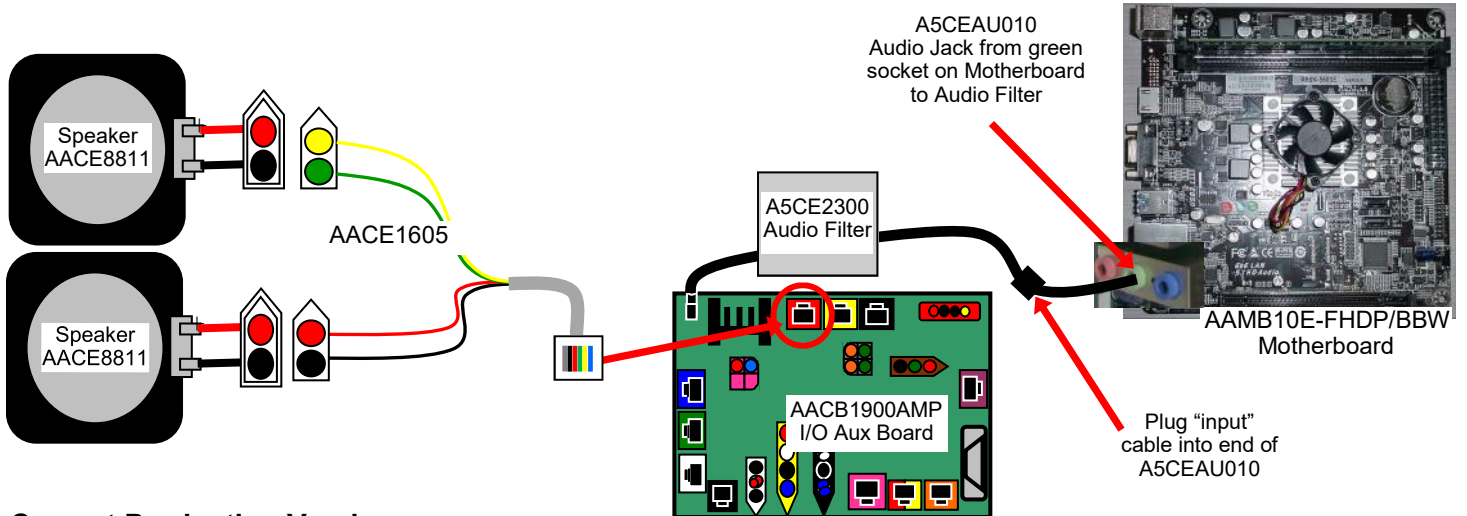 A5CEAU010
Audio Jack from green
socket on Motherboard
to Audio Filter
Speaker
AACE8811
AACE1605
A5CE2300
Audio Filter
Speaker
AACE8811
AACB1900AMP
I/O Aux Board
AAMB10E-FHDP/BBW
Motherboard
Plug “input”
cable into end of
A5CEAU010